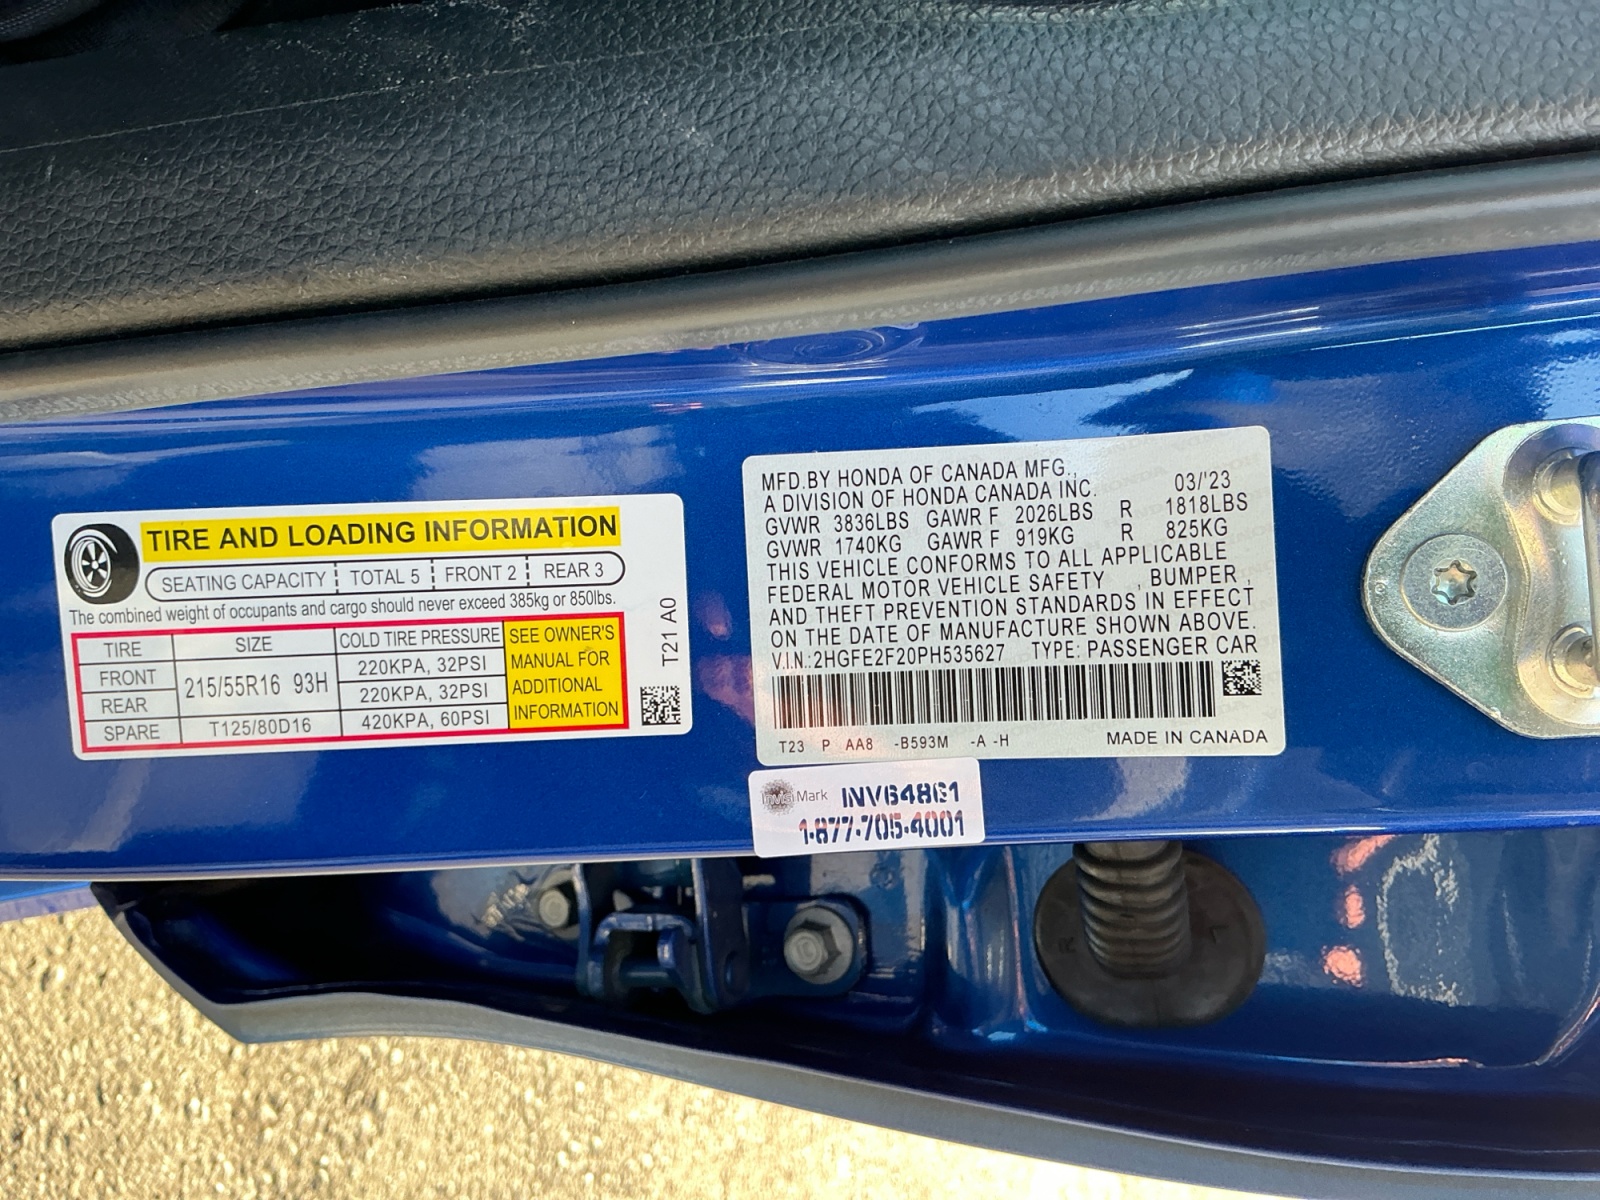 TIRE AND LOADING INFORMATION
SEATING CAPACITY TOTAL 5 FRONT 2 REAR 3
The combined weight of occupants and cargo should never exceed 385kg or 850lbs.
TIRE SIZE COLD TIRE PRESSURE
FRONT 215/55R16 93H 220KPA, 32PSI
REAR 220KPA, 32PSI
SPARE T125/80D16 420KPA, 60PSI
SEE OWNER'S
MANUAL FOR
ADDITIONAL
INFORMATION
T21 A0
MFD.BY HONDA OF CANADA MFG.,
A DIVISION OF HONDA CANADA INC. 03/'23
GVWR 3836LBS GAWR F 2026LBS R 1818LBS
GVWR 1740KG GAWR F 919KG R 825KG
THIS VEHICLE CONFORMS TO ALL APPLICABLE
FEDERAL MOTOR VEHICLE SAFETY , BUMPER ,
AND THEFT PREVENTION STANDARDS IN EFFECT
ON THE DATE OF MANUFACTURE SHOWN ABOVE.
V.I.N.:2HGFE2F20PH535627 TYPE: PASSENGER CAR
T23 P AA8 -B593M -A -H MADE IN CANADA
Mark INV64861
1-877-705-4001